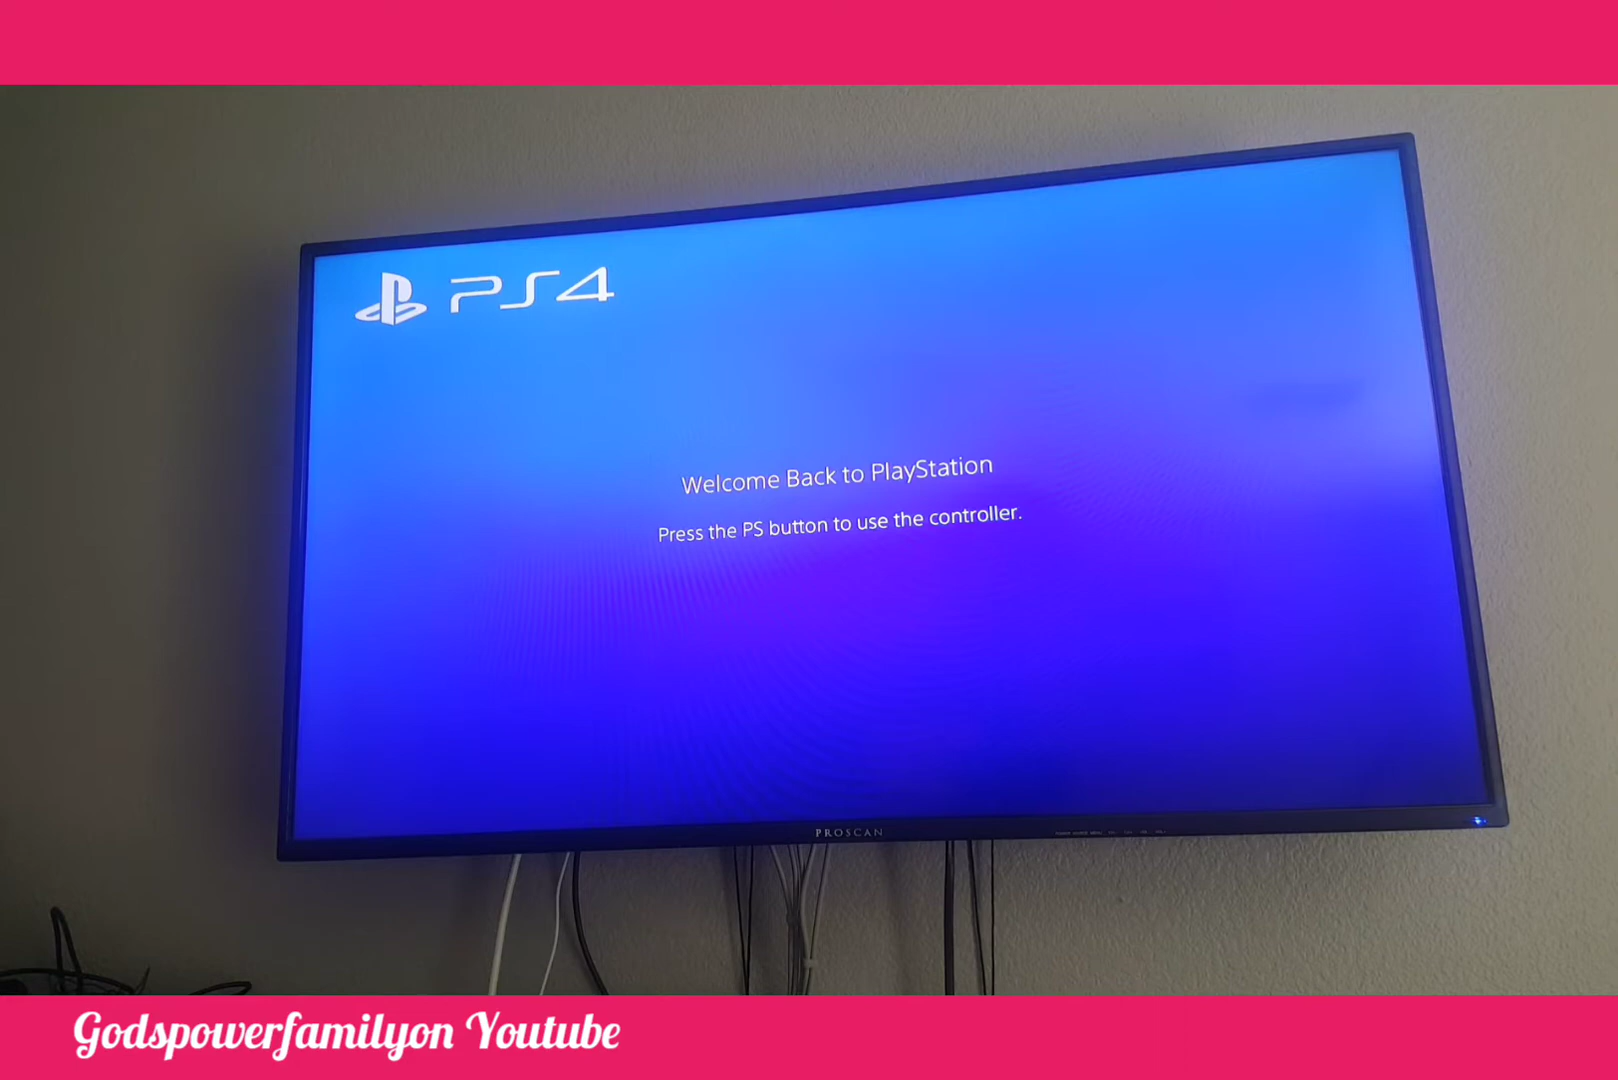 PS4
Welcome Back to PlayStation
Press the PS button to use the controller.
PROSCAN
Godspowerfamilyon Youtube